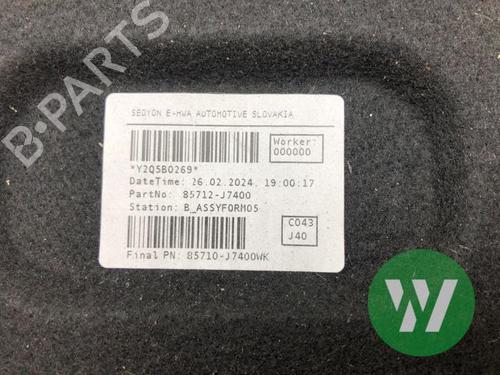 SEOYON E-HWA AUTOMOTIVE SLOVAKIA
Worker:
000000
*Y2Q5B0269*
DateTime: 26.02.2024. 19:00:17
PartNo: 85712-J7400
Station: B_ASSYFORM05
C043
J40
Final PN: 85710-J7400WK
B-PARTS
W